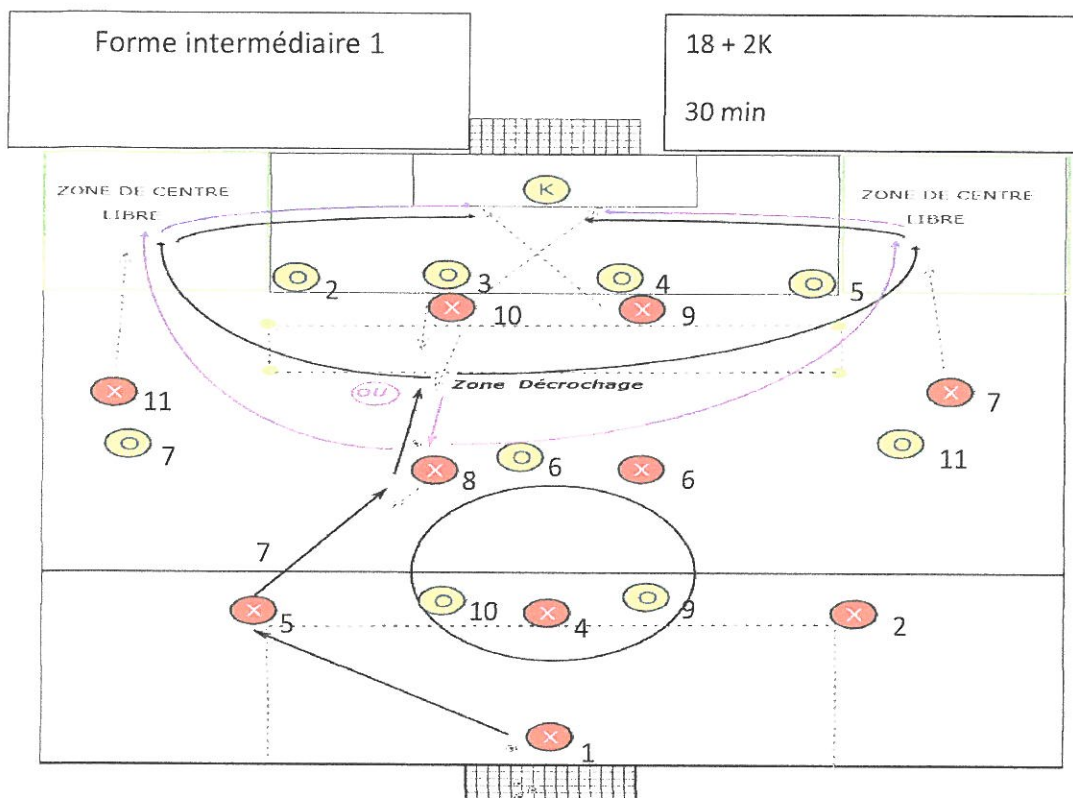 Forme intermédiaire 1
18 + 2K
30 min
ZONE DE CENTRE
LIBRE
K
ZONE DE CENTRE
LIBRE
O 2
O 3
O 4
O 5
X 10
X 9
Zone Décrochage
OU
X 11
X 7
O 7
O 11
X 8
O 6
X 6
7
X 5
O 10
X 4
O 9
X 2
X 1